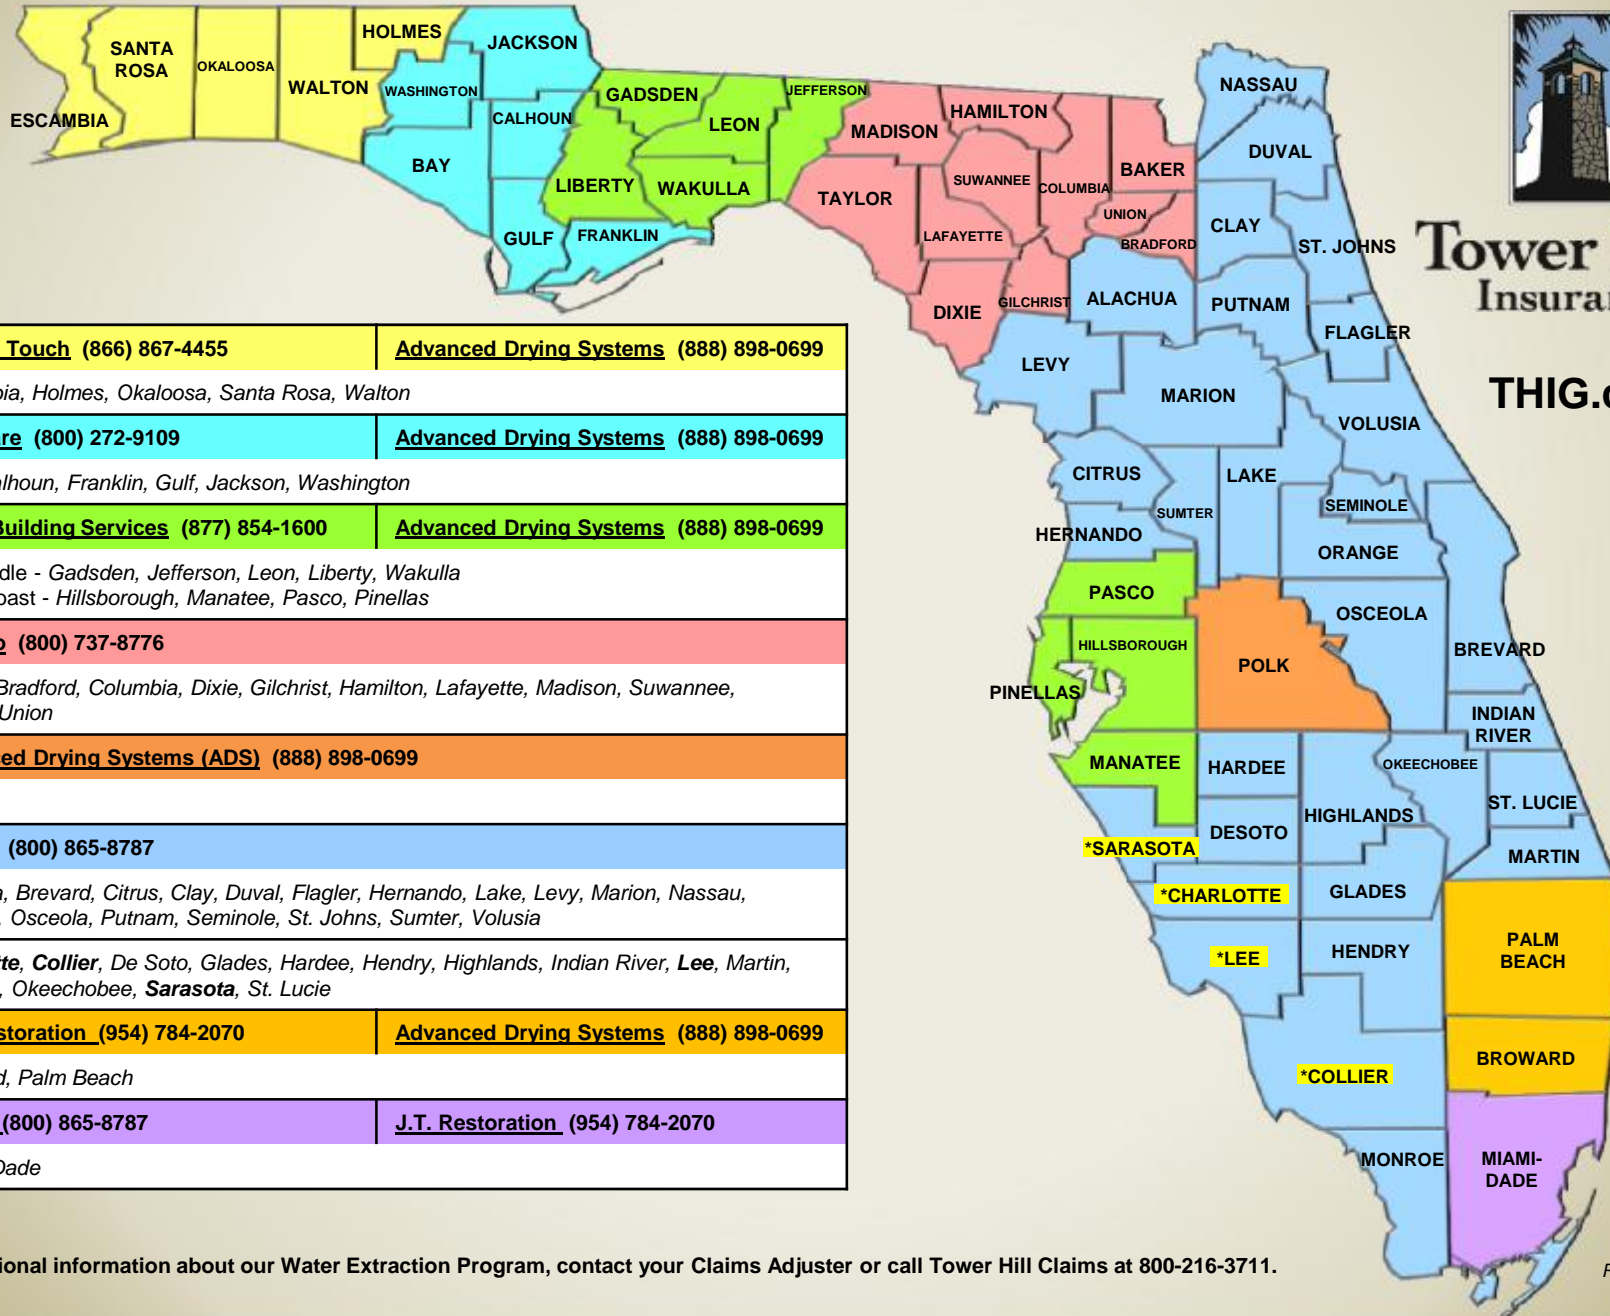 HOLMES
JACKSON
SANTA
ROSA
OKALOOSA
WALTON
WASHINGTON
ESCAMBIA
CALHOUN
BAY
GULF
FRANKLIN
GADSDEN
JEFFERSON
LEON
LIBERTY
WAKULLA
MADISON
HAMILTON
TAYLOR
SUWANNEE
COLUMBIA
BAKER
UNION
BRADFORD
LAFAYETTE
DIXIE
GILCHRIST
NASSAU
DUVAL
CLAY
ST. JOHNS
ALACHUA
PUTNAM
FLAGLER
LEVY
MARION
VOLUSIA
CITRUS
LAKE
SUMTER
SEMINOLE
HERNANDO
ORANGE
PASCO
OSCEOLA
HILLSBOROUGH
POLK
BREVARD
PINELLAS
INDIAN
RIVER
MANATEE
HARDEE
OKEECHOBEE
ST. LUCIE
HIGHLANDS
DESOTO
*SARASOTA
MARTIN
*CHARLOTTE
GLADES
PALM
BEACH
*LEE
HENDRY
BROWARD
*COLLIER
MONROE
MIAMI-
DADE
Tower
Insura
THIG.c
Touch (866) 867-4455
Advanced Drying Systems (888) 898-0699
bia, Holmes, Okaloosa, Santa Rosa, Walton
are (800) 272-9109
Advanced Drying Systems (888) 898-0699
alhoun, Franklin, Gulf, Jackson, Washington
Building Services (877) 854-1600
Advanced Drying Systems (888) 898-0699
dle - Gadsden, Jefferson, Leon, Liberty, Wakulla
oast - Hillsborough, Manatee, Pasco, Pinellas
o (800) 737-8776
Bradford, Columbia, Dixie, Gilchrist, Hamilton, Lafayette, Madison, Suwannee,
Union
ced Drying Systems (ADS) (888) 898-0699
(800) 865-8787
a, Brevard, Citrus, Clay, Duval, Flagler, Hernando, Lake, Levy, Marion, Nassau,
, Osceola, Putnam, Seminole, St. Johns, Sumter, Volusia
tte, Collier, De Soto, Glades, Hardee, Hendry, Highlands, Indian River, Lee, Martin,
, Okeechobee, Sarasota, St. Lucie
storation (954) 784-2070
Advanced Drying Systems (888) 898-0699
d, Palm Beach
(800) 865-8787
J.T. Restoration (954) 784-2070
Dade
ional information about our Water Extraction Program, contact your Claims Adjuster or call Tower Hill Claims at 800-216-3711.